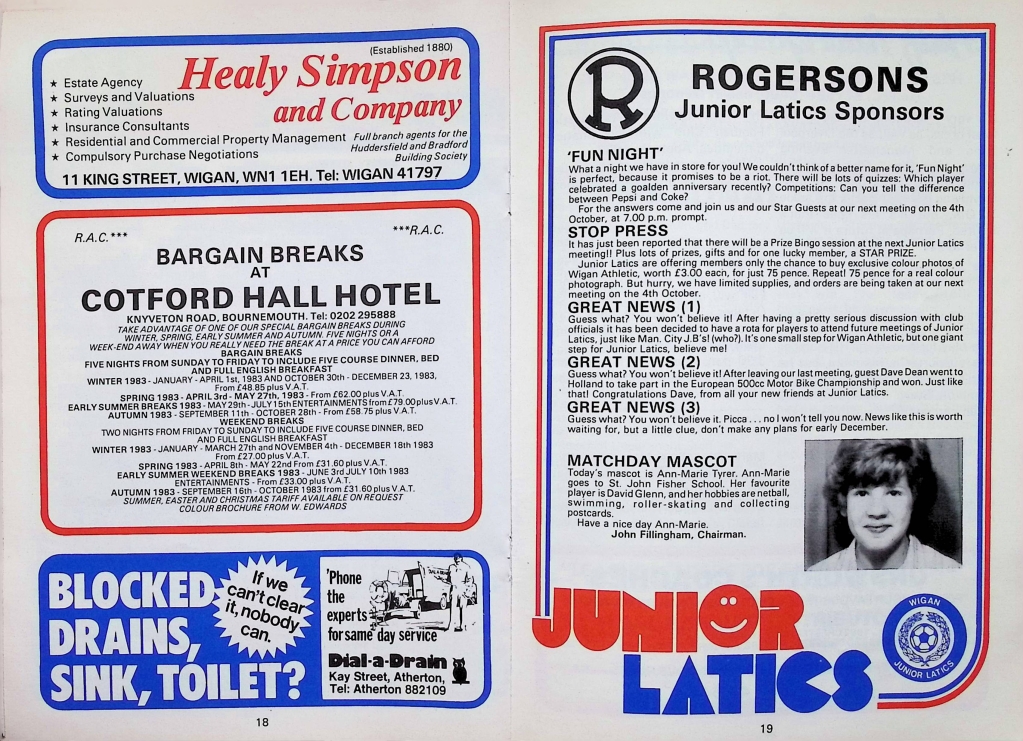 (Established 1880)
Healy Simpson
and Company
★ Estate Agency
★ Surveys and Valuations
★ Rating Valuations
★ Insurance Consultants
★ Residential and Commercial Property Management
★ Compulsory Purchase Negotiations
Full branch agents for the
Huddersfield and Bradford
Building Society
11 KING STREET, WIGAN, WN1 1EH. Tel: WIGAN 41797
R.A.C.***
***R.A.C.
BARGAIN BREAKS
AT
COTFORD HALL HOTEL
KNYVETON ROAD, BOURNEMOUTH. Tel: 0202 295888
TAKE ADVANTAGE OF ONE OF OUR SPECIAL BARGAIN BREAKS DURING
WINTER, SPRING, EARLY SUMMER AND AUTUMN. FIVE NIGHTS OR A
WEEK-END AWAY WHEN YOU REALLY NEED THE BREAK AT A PRICE YOU CAN AFFORD
BARGAIN BREAKS
FIVE NIGHTS FROM SUNDAY TO FRIDAY TO INCLUDE FIVE COURSE DINNER, BED
AND FULL ENGLISH BREAKFAST
WINTER 1983 - JANUARY - APRIL 1st, 1983 AND OCTOBER 30th - DECEMBER 23, 1983,
From £48.85 plus V.A.T.
SPRING 1983 - APRIL 3rd - MAY 27th, 1983 - From £62.00 plus V.A.T.
EARLY SUMMER BREAKS 1983 - MAY 29th - JULY 15th ENTERTAINMENTS from £79.00 plus V.A.T.
AUTUMN 1983 - SEPTEMBER 11th - OCTOBER 28th - From £58.75 plus V.A.T.
WEEKEND BREAKS
TWO NIGHTS FROM FRIDAY TO SUNDAY TO INCLUDE FIVE COURSE DINNER, BED
AND FULL ENGLISH BREAKFAST
WINTER 1983 - JANUARY - MARCH 27th and NOVEMBER 4th - DECEMBER 18th 1983
From £27.00 plus V.A.T.
SPRING 1983 - APRIL 8th - MAY 22nd From £31.60 plus V.A.T.
EARLY SUMMER WEEKEND BREAKS 1983 - JUNE 3rd JULY 10th 1983
ENTERTAINMENTS - From £33.00 plus V.A.T.
AUTUMN 1983 - SEPTEMBER 16th - OCTOBER 1983 from £31.60 plus V.A.T.
SUMMER, EASTER AND CHRISTMAS TARIFF AVAILABLE ON REQUEST
COLOUR BROCHURE FROM W. EDWARDS
BLOCKED
DRAINS,
SINK, TOILET?
If we
can't clear
it, nobody
can.
'Phone
the
experts
for same day service
Dial-a-Drain
Kay Street, Atherton,
Tel: Atherton 882109
18
R
ROGERSONS
Junior Latics Sponsors
'FUN NIGHT'
What a night we have in store for you! We couldn't think of a better name for it, 'Fun Night'
is perfect, because it promises to be a riot. There will be lots of quizzes: Which player
celebrated a goalden anniversary recently? Competitions: Can you tell the difference
between Pepsi and Coke?
For the answers come and join us and our Star Guests at our next meeting on the 4th
October, at 7.00 p.m. prompt.
STOP PRESS
It has just been reported that there will be a Prize Bingo session at the next Junior Latics
meeting!! Plus lots of prizes, gifts and for one lucky member, a STAR PRIZE.
Junior Latics are offering members only the chance to buy exclusive colour photos of
Wigan Athletic, worth £3.00 each, for just 75 pence. Repeat! 75 pence for a real colour
photograph. But hurry, we have limited supplies, and orders are being taken at our next
meeting on the 4th October.
GREAT NEWS (1)
Guess what? You won't believe it! After having a pretty serious discussion with club
officials it has been decided to have a rota for players to attend future meetings of Junior
Latics, just like Man. City J.B's! (who?). It's one small step for Wigan Athletic, but one giant
step for Junior Latics, believe me!
GREAT NEWS (2)
Guess what? You won't believe it! After leaving our last meeting, guest Dave Dean went to
Holland to take part in the European 500cc Motor Bike Championship and won. Just like
that! Congratulations Dave, from all your new friends at Junior Latics.
GREAT NEWS (3)
Guess what? You won't believe it. Picca . . . no I won't tell you now. News like this is worth
waiting for, but a little clue, don't make any plans for early December.
MATCHDAY MASCOT
Today's mascot is Ann-Marie Tyrer. Ann-Marie
goes to St. John Fisher School. Her favourite
player is David Glenn, and her hobbies are netball,
swimming, roller-skating and collecting
postcards.
Have a nice day Ann-Marie.
John Fillingham, Chairman.
JUNIOR
LATICS
WIGAN
JUNIOR LATICS
19